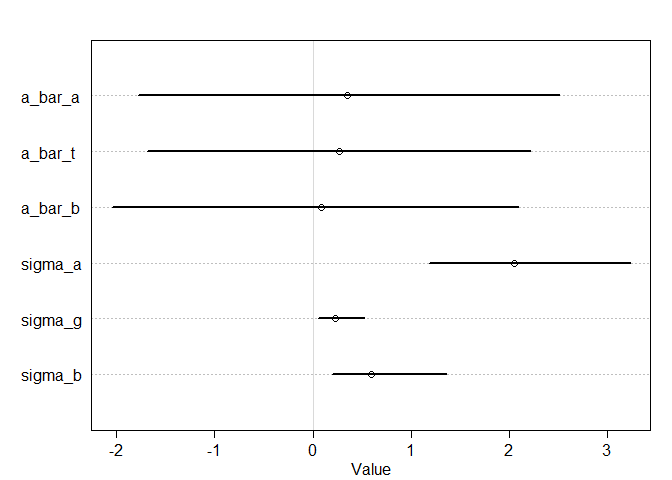 a_bar_a
a_bar_t
a_bar_b
sigma_a
sigma_g
sigma_b
-2 -1 0 1 2 3
Value